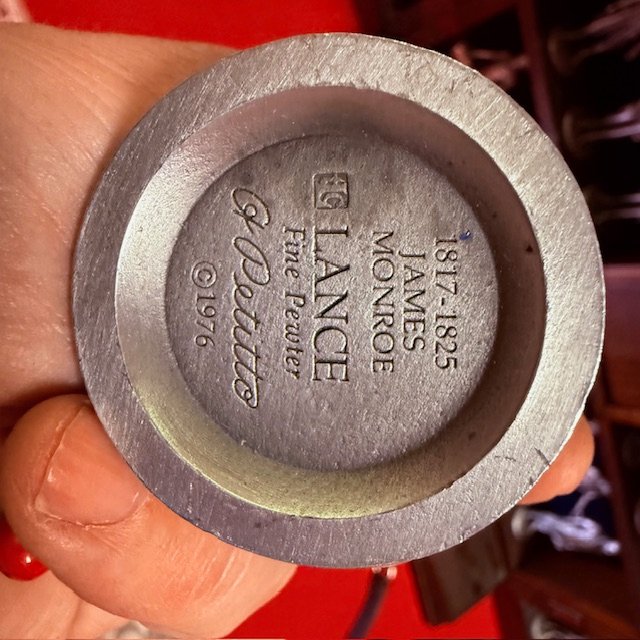 1817-1825
JAMES
MONROE
LANCE
Fine Pewter
G Petitto
©1976